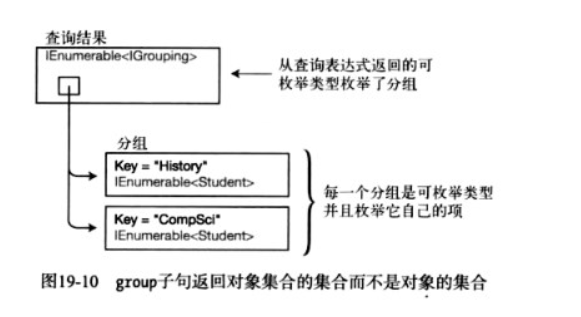 查询结果
IEnumerable<IGrouping>
从查询表达式返回的可
枚举类型枚举了分组
分组
Key = "History"
IEnumerable<Student>
Key = "CompSci"
IEnumerable<Student>
每一个分组是可枚举类型
并且枚举它自己的项
图19-10 group子句返回对象集合的集合而不是对象的集合